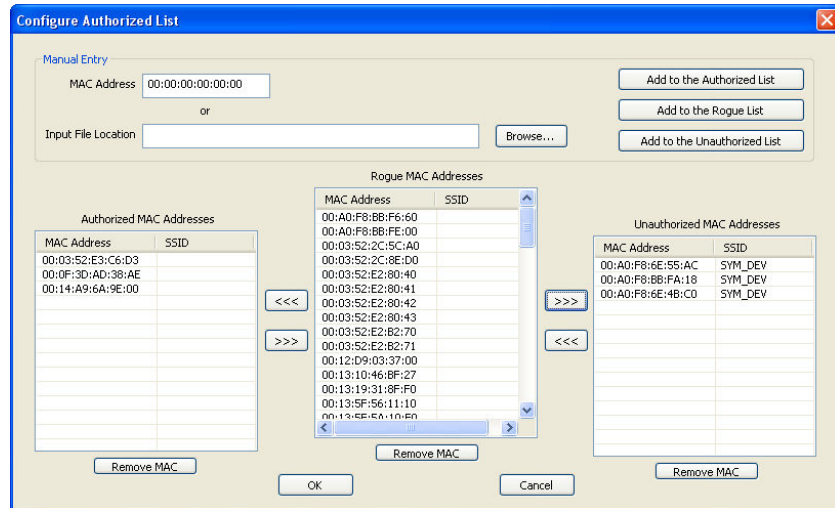 Configure Authorized List
Manual Entry
MAC Address 00:00:00:00:00:00
Add to the Authorized List
or
Add to the Rogue List
Input File Location
Browse...
Add to the Unauthorized List
Rogue MAC Addresses
MAC Address SSID
00:A0:F8:BB:F6:60
00:A0:F8:BB:FE:00
00:03:52:2C:5C:A0
00:03:52:2C:8E:D0
00:03:52:E2:80:40
00:03:52:E2:80:41
00:03:52:E2:80:42
00:03:52:E2:80:43
00:03:52:E2:B2:70
00:03:52:E2:B2:71
00:12:D9:03:37:00
00:13:10:46:BF:27
00:13:19:31:8F:F0
00:13:5F:56:11:10
00:13:5F:5A:10:F0
Remove MAC
Authorized MAC Addresses
MAC Address SSID
00:03:52:E3:C6:D3
00:0F:3D:AD:38:AE
00:14:A9:6A:9E:00
Remove MAC
<<<
>>>
>>>
<<<
Unauthorized MAC Addresses
MAC Address SSID
00:A0:F8:6E:55:AC SYM_DEV
00:A0:F8:BB:FA:18 SYM_DEV
00:A0:F8:6E:4B:C0 SYM_DEV
Remove MAC
OK
Cancel